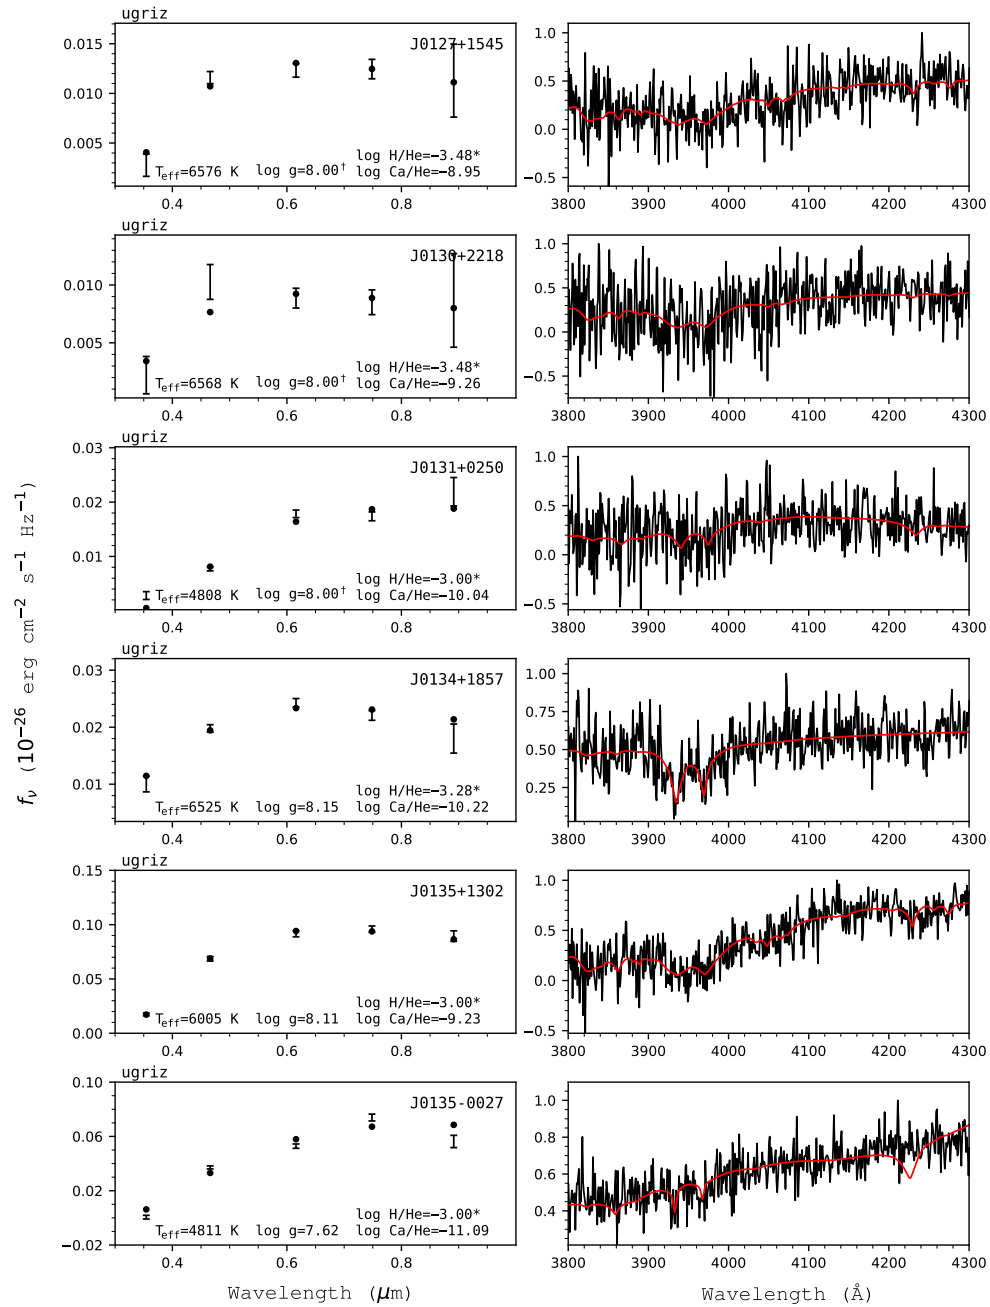 ugriz
J0127+1545
0.015
0.010
0.005
log H/He=−3.48*
T_eff=6576 K log g=8.00† log Ca/He=−8.95
0.4 0.6 0.8
1.0
0.5
0.0
−0.5
3800 3900 4000 4100 4200 4300
ugriz
J0130+2218
0.010
0.005
log H/He=−3.48*
T_eff=6568 K log g=8.00† log Ca/He=−9.26
0.4 0.6 0.8
1.0
0.5
0.0
−0.5
3800 3900 4000 4100 4200 4300
ugriz
J0131+0250
0.03
0.02
0.01
log H/He=−3.00*
T_eff=4808 K log g=8.00† log Ca/He=−10.04
0.4 0.6 0.8
1.0
0.5
0.0
−0.5
3800 3900 4000 4100 4200 4300
ugriz
J0134+1857
0.03
0.02
0.01
log H/He=−3.28*
T_eff=6525 K log g=8.15 log Ca/He=−10.22
0.4 0.6 0.8
1.00
0.75
0.50
0.25
3800 3900 4000 4100 4200 4300
ugriz
J0135+1302
0.15
0.10
0.05
0.00
log H/He=−3.00*
T_eff=6005 K log g=8.11 log Ca/He=−9.23
0.4 0.6 0.8
1.0
0.5
0.0
−0.5
3800 3900 4000 4100 4200 4300
ugriz
J0135-0027
0.10
0.06
0.02
−0.02
log H/He=−3.00*
T_eff=4811 K log g=7.62 log Ca/He=−11.09
0.4 0.6 0.8
1.0
0.8
0.6
0.4
3800 3900 4000 4100 4200 4300
f_ν (10⁻²⁶ erg cm⁻² s⁻¹ Hz⁻¹)
Wavelength (μm)
Wavelength (Å)